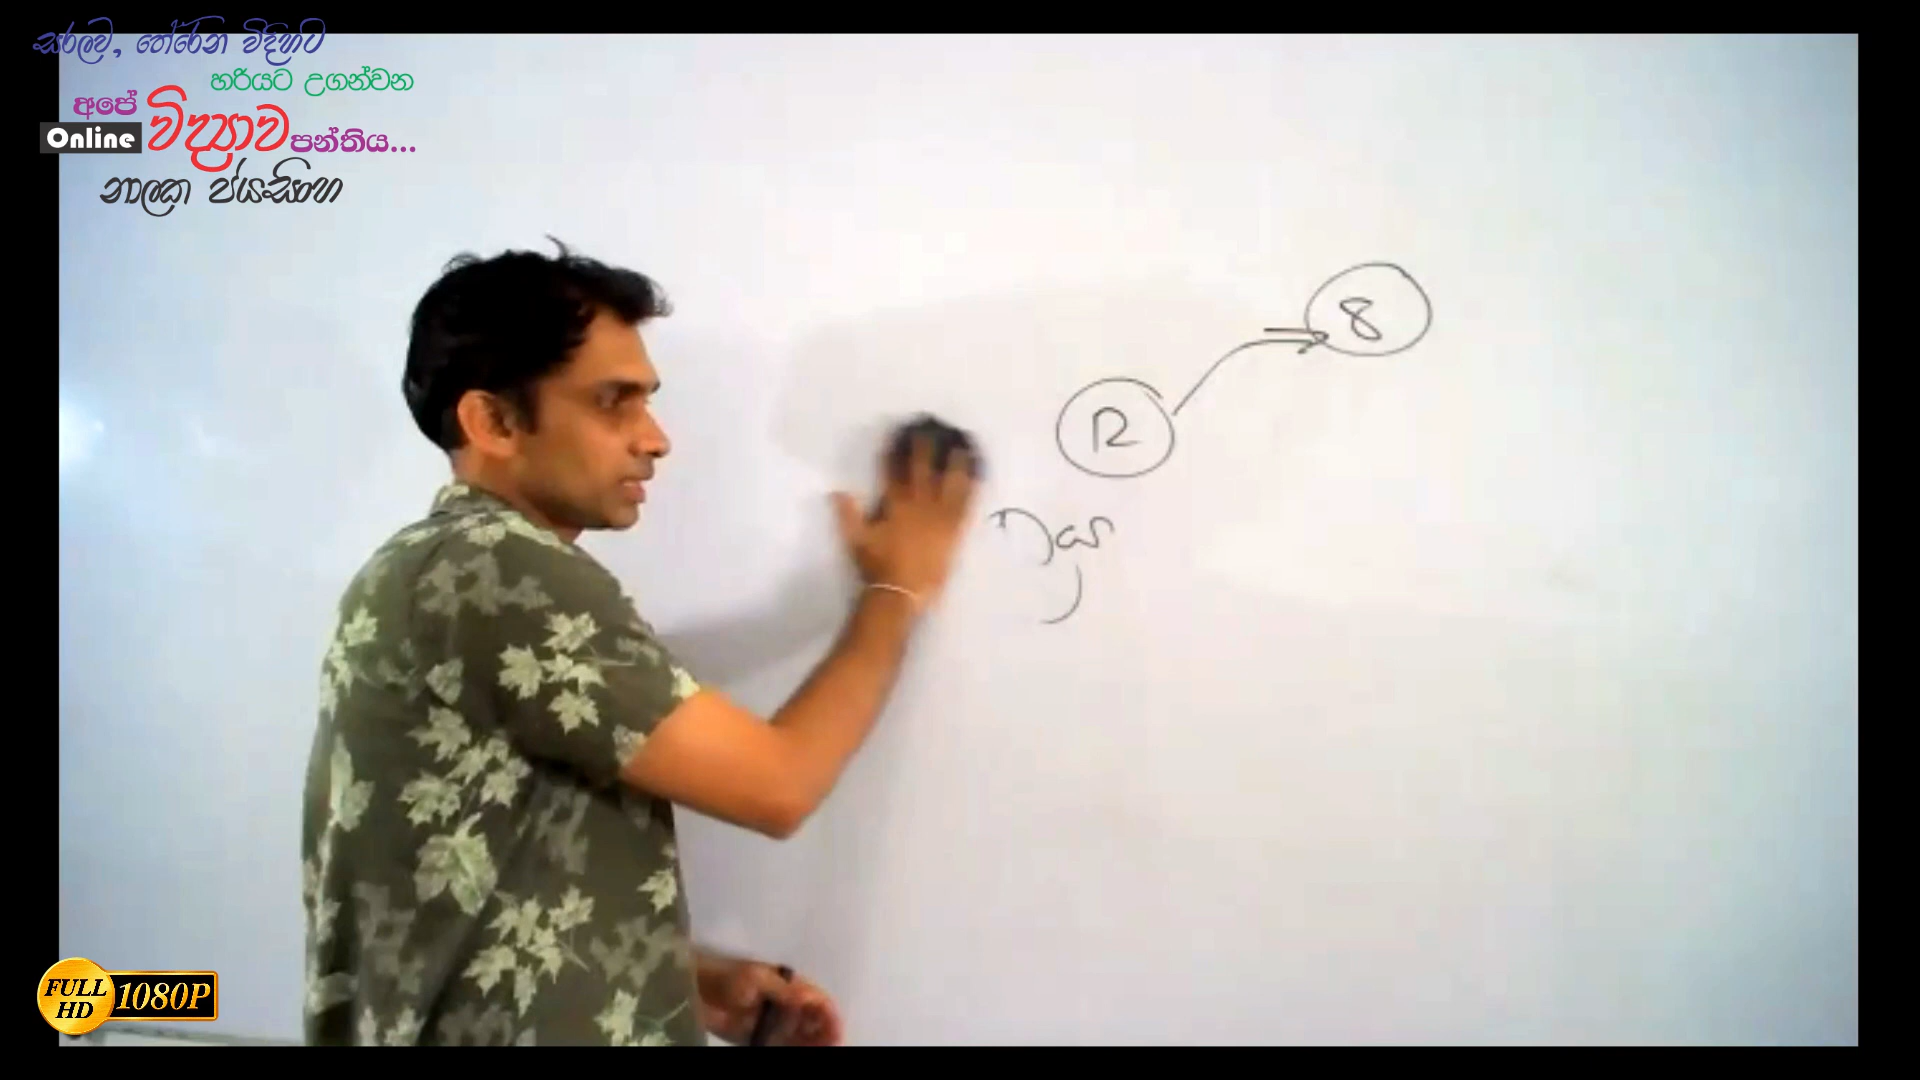 සරලව, තේරෙන විදිහට
හරියට උගන්වන
අපේ
Online විද්‍යාව පන්තිය...
නාලක ජයසිංහ
8
R
FULL HD 1080P